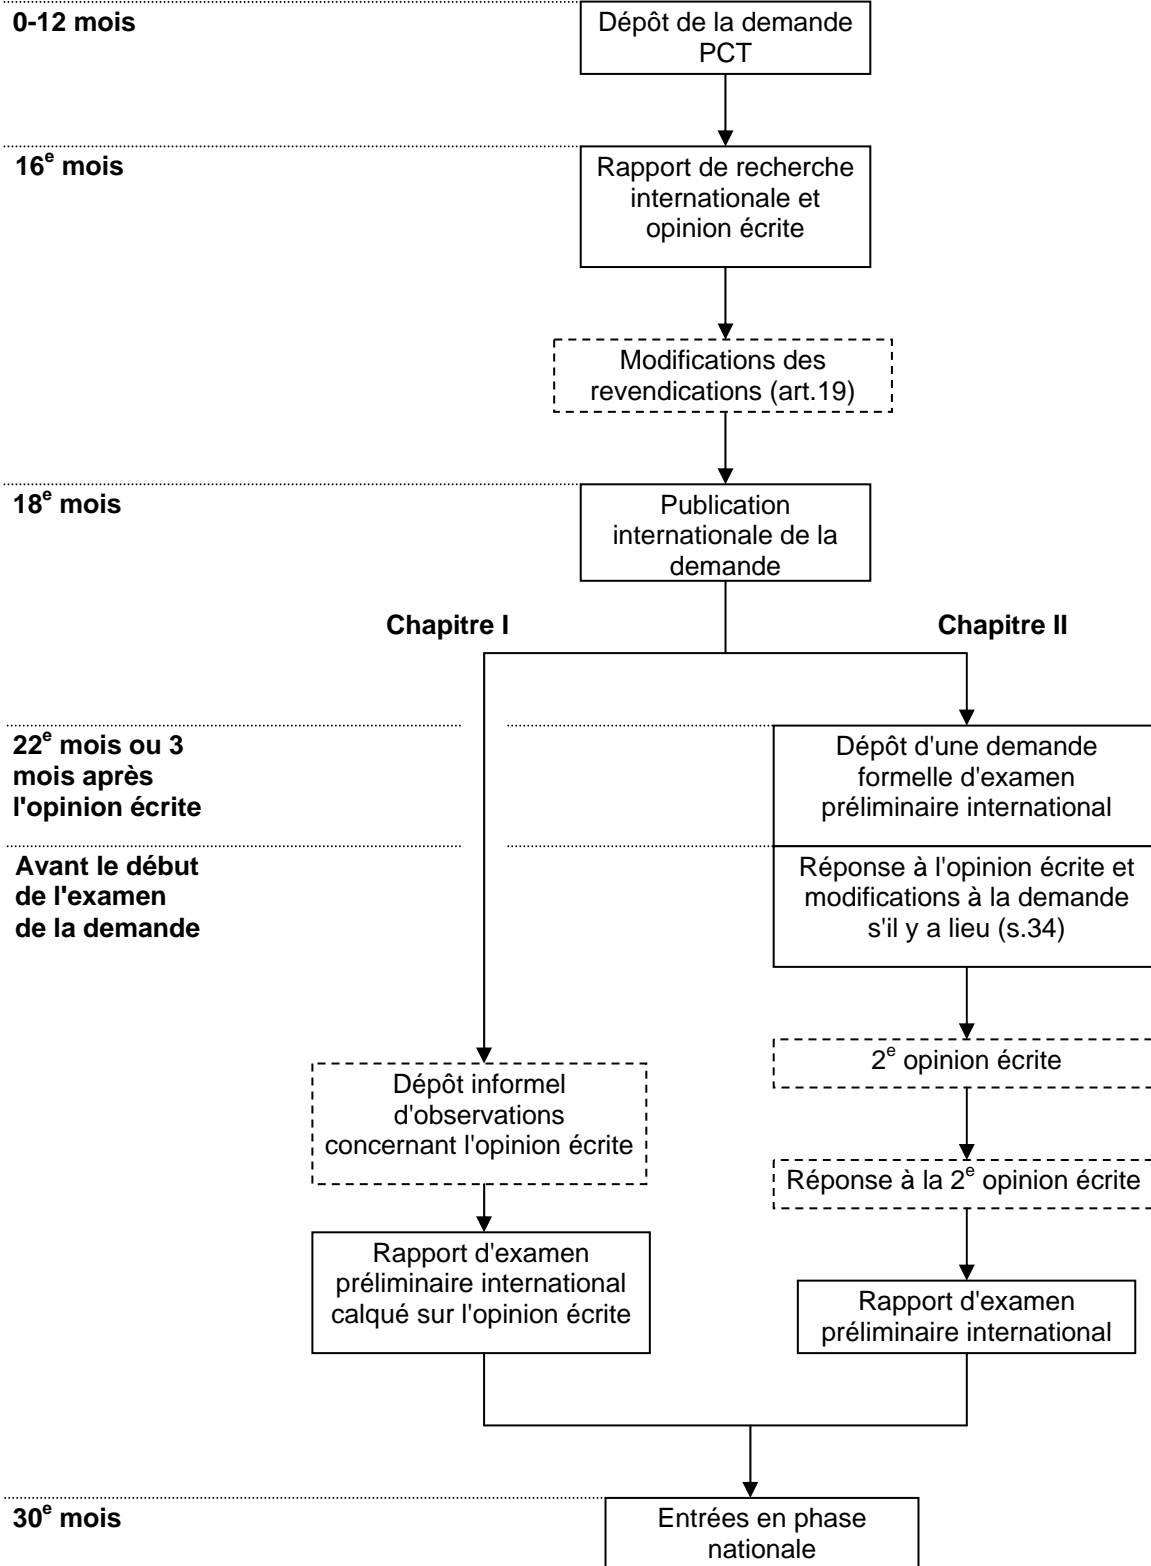 0-12 mois
Dépôt de la demande
PCT
16e mois
Rapport de recherche
internationale et
opinion écrite
Modifications des
revendications (art.19)
18e mois
Publication
internationale de la
demande
Chapitre I
Chapitre II
22e mois ou 3
mois après
l'opinion écrite
Dépôt d'une demande
formelle d'examen
préliminaire international
Avant le début
de l'examen
de la demande
Réponse à l'opinion écrite et
modifications à la demande
s'il y a lieu (s.34)
2e opinion écrite
Dépôt informel
d'observations
concernant l'opinion écrite
Réponse à la 2e opinion écrite
Rapport d'examen
préliminaire international
calqué sur l'opinion écrite
Rapport d'examen
préliminaire international
30e mois
Entrées en phase
nationale